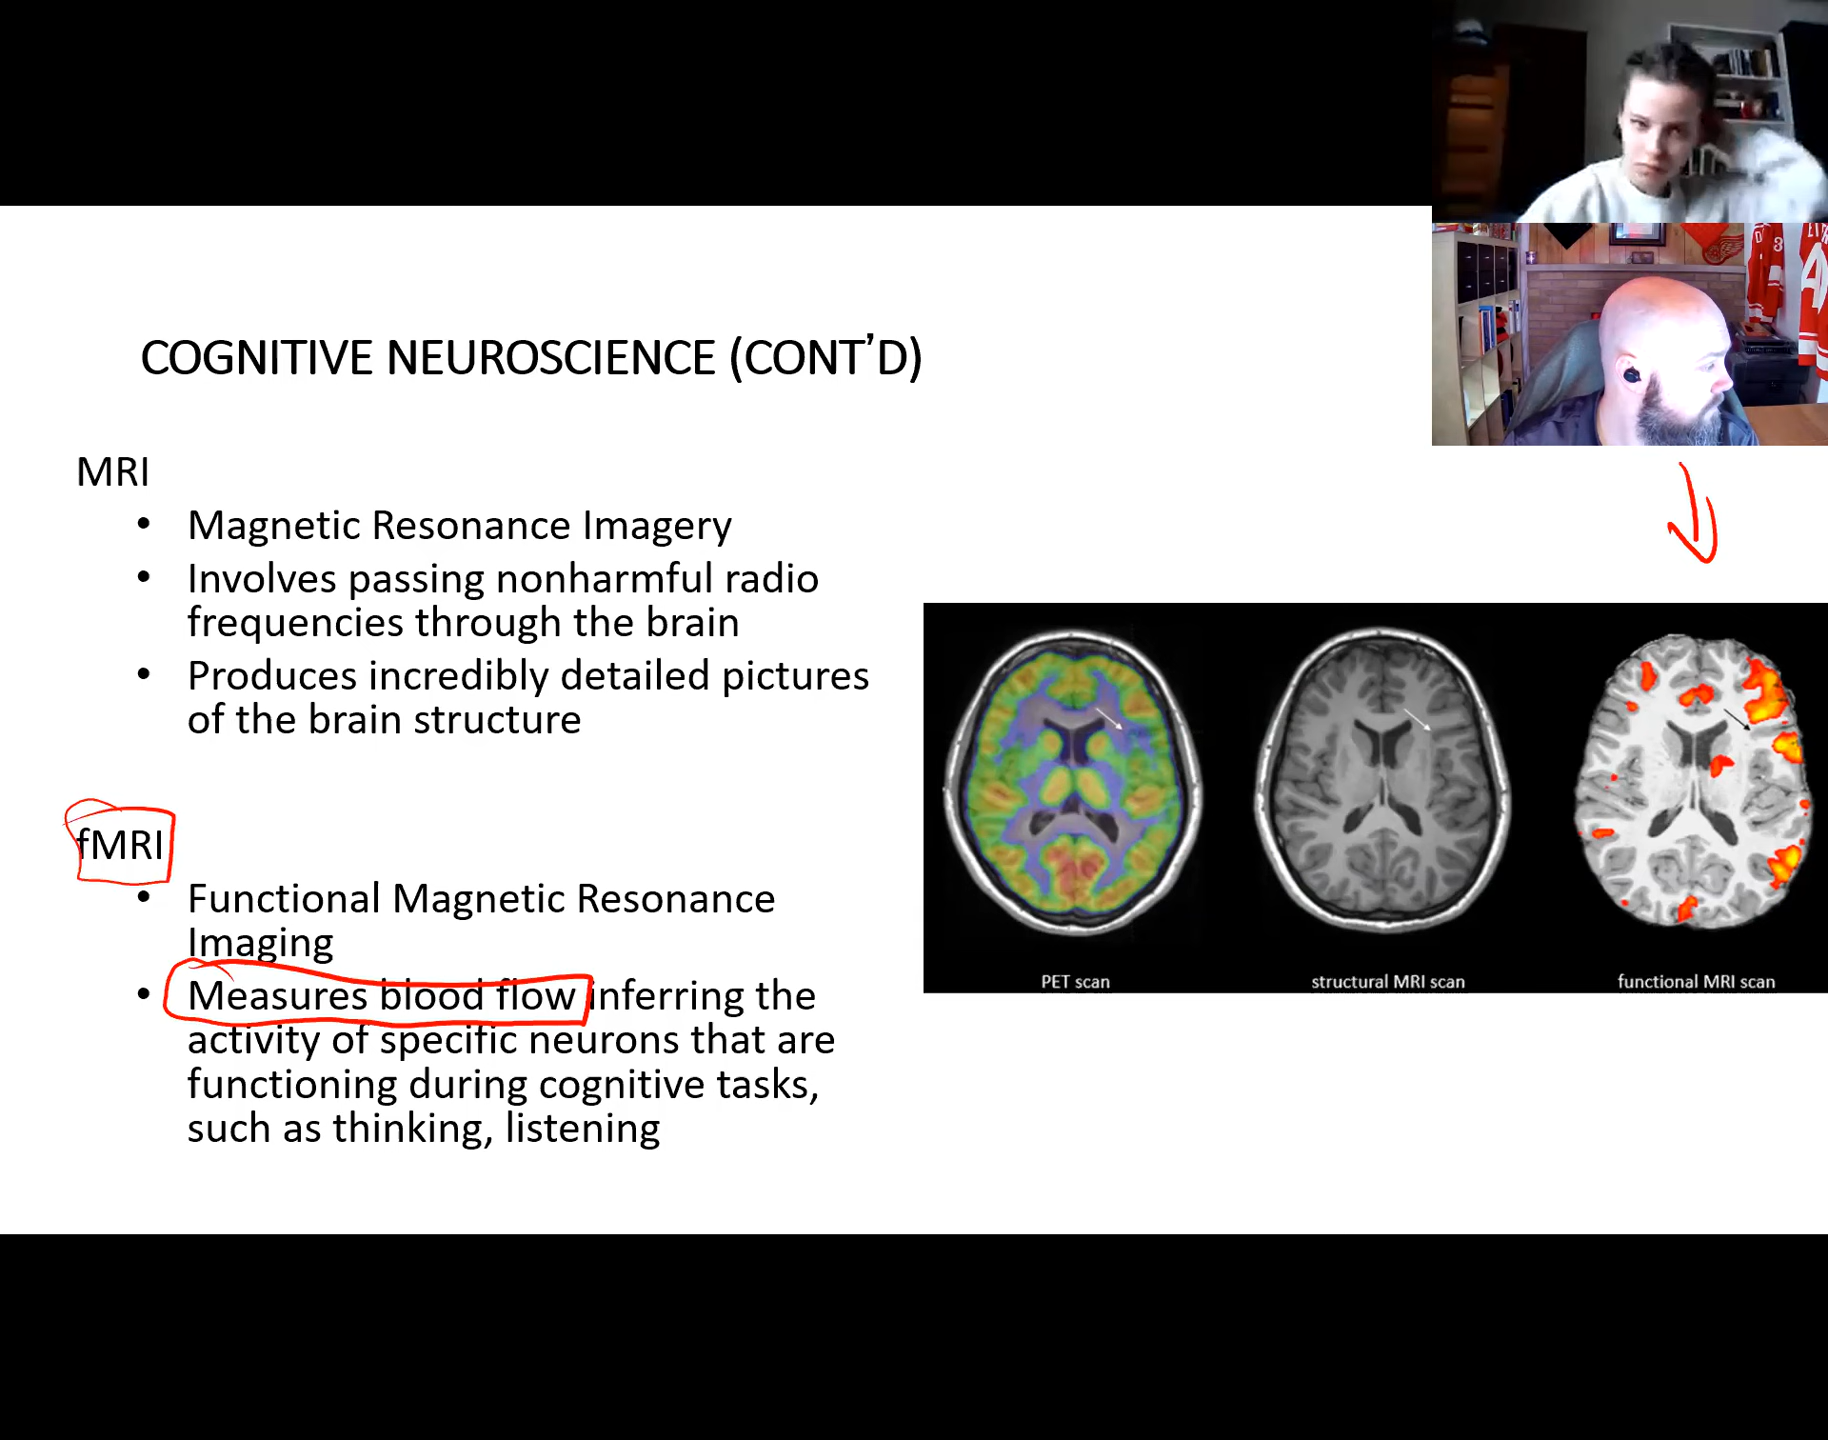 COGNITIVE NEUROSCIENCE (CONT'D)
MRI
• Magnetic Resonance Imagery
• Involves passing nonharmful radio
frequencies through the brain
• Produces incredibly detailed pictures
of the brain structure
fMRI
• Functional Magnetic Resonance
Imaging
• Measures blood flow inferring the
activity of specific neurons that are
functioning during cognitive tasks,
such as thinking, listening
PET scan
structural MRI scan
functional MRI scan